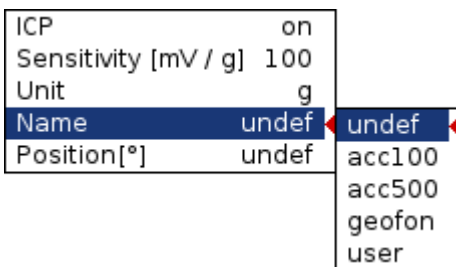 ICP on
Sensitivity [mV / g] 100
Unit g
Name undef
Position[°] undef
undef
acc100
acc500
geofon
user